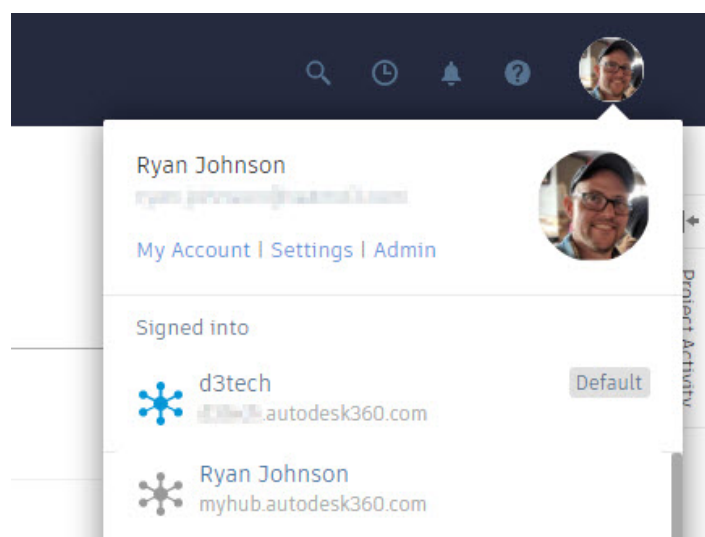 Ryan Johnson
My Account | Settings | Admin
Signed into
d3tech
Default
.autodesk360.com
Ryan Johnson
myhub.autodesk360.com
Project Activity